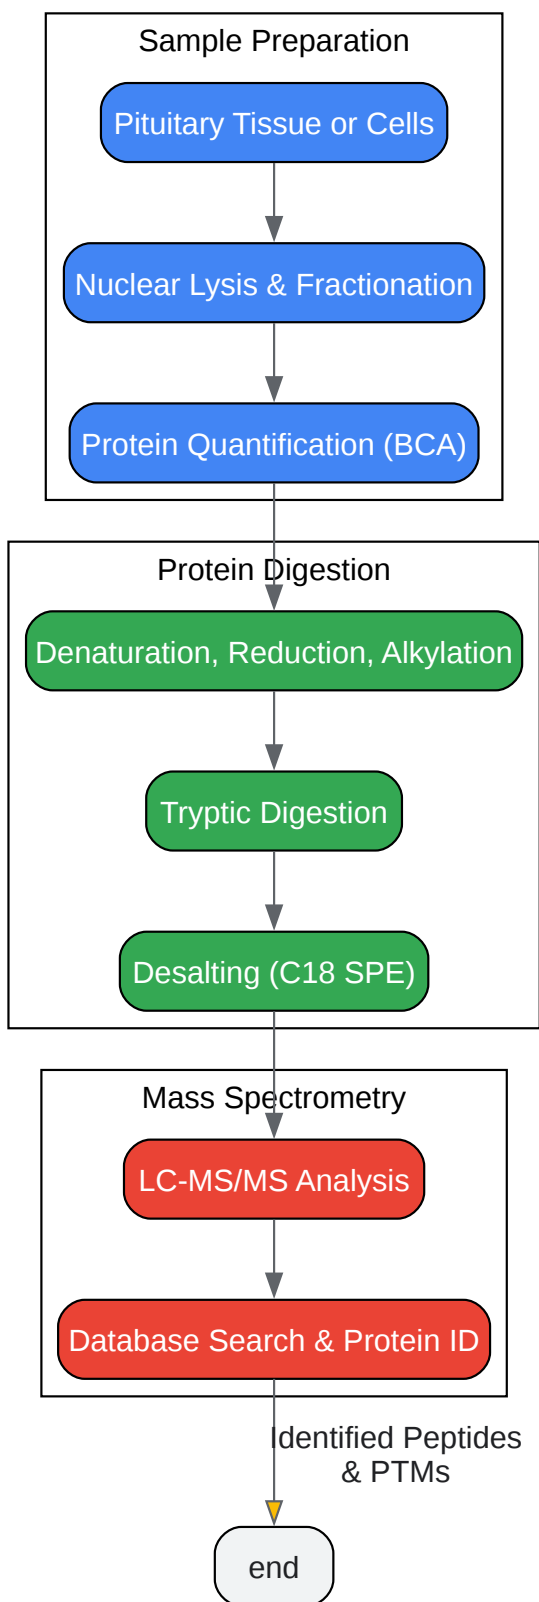 Sample Preparation
Pituitary Tissue or Cells
Nuclear Lysis & Fractionation
Protein Quantification (BCA)
Protein Digestion
Denaturation, Reduction, Alkylation
Tryptic Digestion
Desalting (C18 SPE)
Mass Spectrometry
LC-MS/MS Analysis
Database Search & Protein ID
Identified Peptides
& PTMs
end